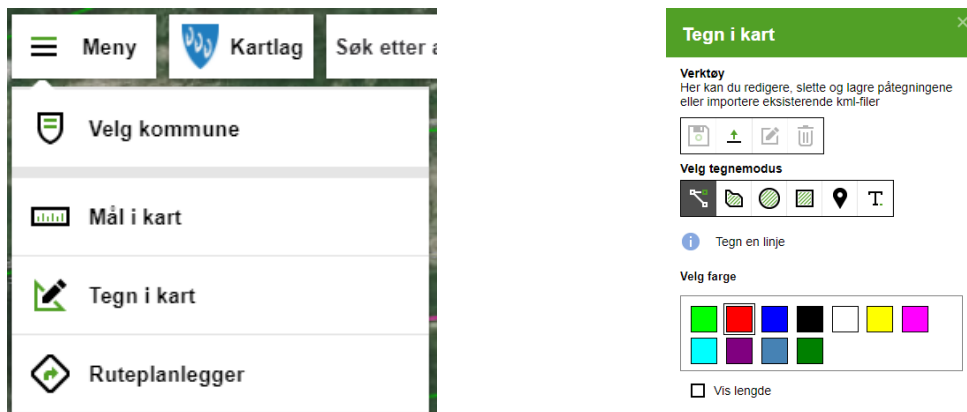 Meny
Kartlag
Søk etter
Velg kommune
Mål i kart
Tegn i kart
Ruteplanlegger
Tegn i kart
Verktøy
Her kan du redigere, slette og lagre påtegningene
eller importere eksisterende kml-filer
Velg tegnemodus
T.
Tegn en linje
Velg farge
Vis lengde